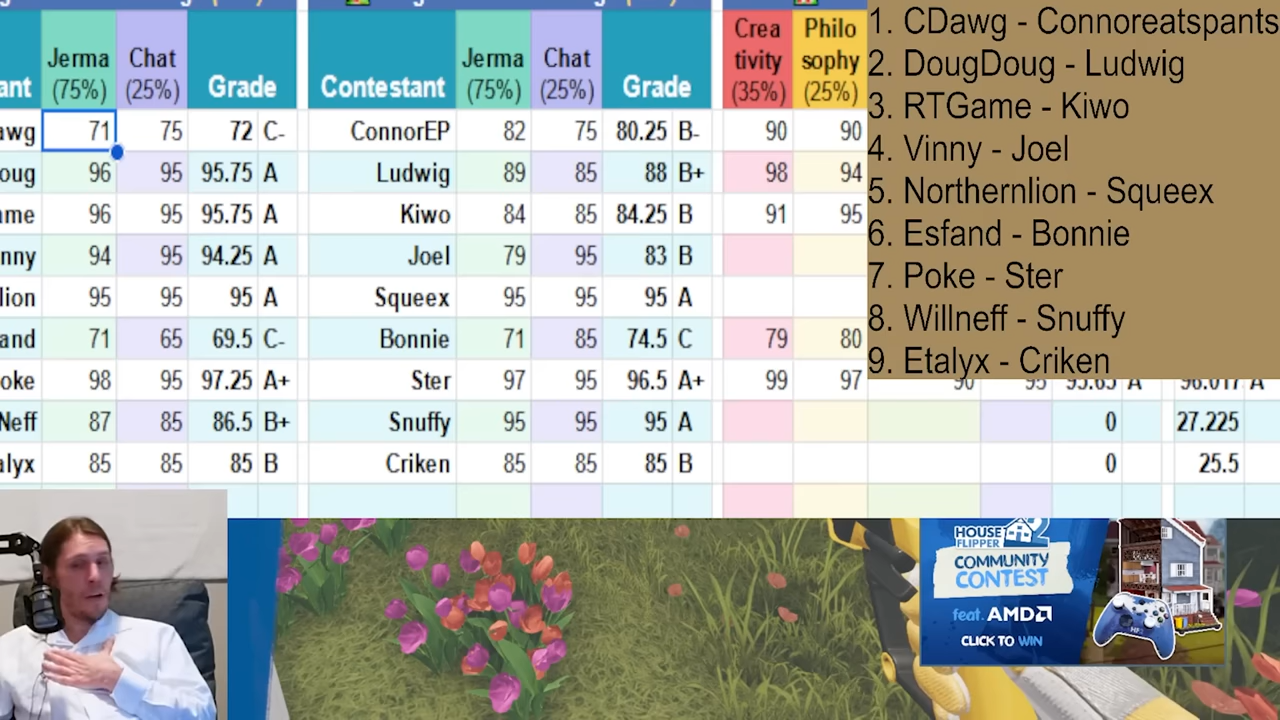 ant Jerma (75%) Chat (25%) Grade Contestant Jerma (75%) Chat (25%) Grade Crea tivity (35%) Philo sophy (25%)
awg 71 75 72 C- ConnorEP 82 75 80.25 B- 90 90
oug 96 95 95.75 A Ludwig 89 85 88 B+ 98 94
ame 96 95 95.75 A Kiwo 84 85 84.25 B 91 95
nny 94 95 94.25 A Joel 79 95 83 B
lion 95 95 95 A Squeex 95 95 95 A
and 71 65 69.5 C- Bonnie 71 85 74.5 C 79 80
oke 98 95 97.25 A+ Ster 97 95 96.5 A+ 99 97 90 95 95.65 A 96.017 A
Neff 87 85 86.5 B+ Snuffy 95 95 95 A 0 27.225
alyx 85 85 85 B Criken 85 85 85 B 0 25.5
1. CDawg - Connoreatspants
2. DougDoug - Ludwig
3. RTGame - Kiwo
4. Vinny - Joel
5. Northernlion - Squeex
6. Esfand - Bonnie
7. Poke - Ster
8. Willneff - Snuffy
9. Etalyx - Criken
HOUSE
FLIPPER 2
COMMUNITY
CONTEST
feat. AMD
CLICK TO WIN